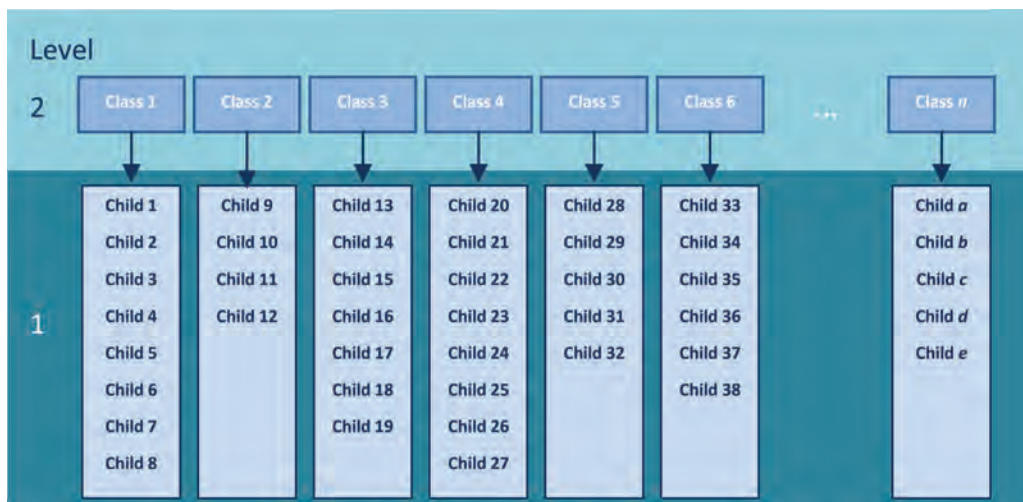 Level
2
Class 1
Class 2
Class 3
Class 4
Class 5
Class 6
...
Class n
1
Child 1
Child 2
Child 3
Child 4
Child 5
Child 6
Child 7
Child 8
Child 9
Child 10
Child 11
Child 12
Child 13
Child 14
Child 15
Child 16
Child 17
Child 18
Child 19
Child 20
Child 21
Child 22
Child 23
Child 24
Child 25
Child 26
Child 27
Child 28
Child 29
Child 30
Child 31
Child 32
Child 33
Child 34
Child 35
Child 36
Child 37
Child 38
Child a
Child b
Child c
Child d
Child e